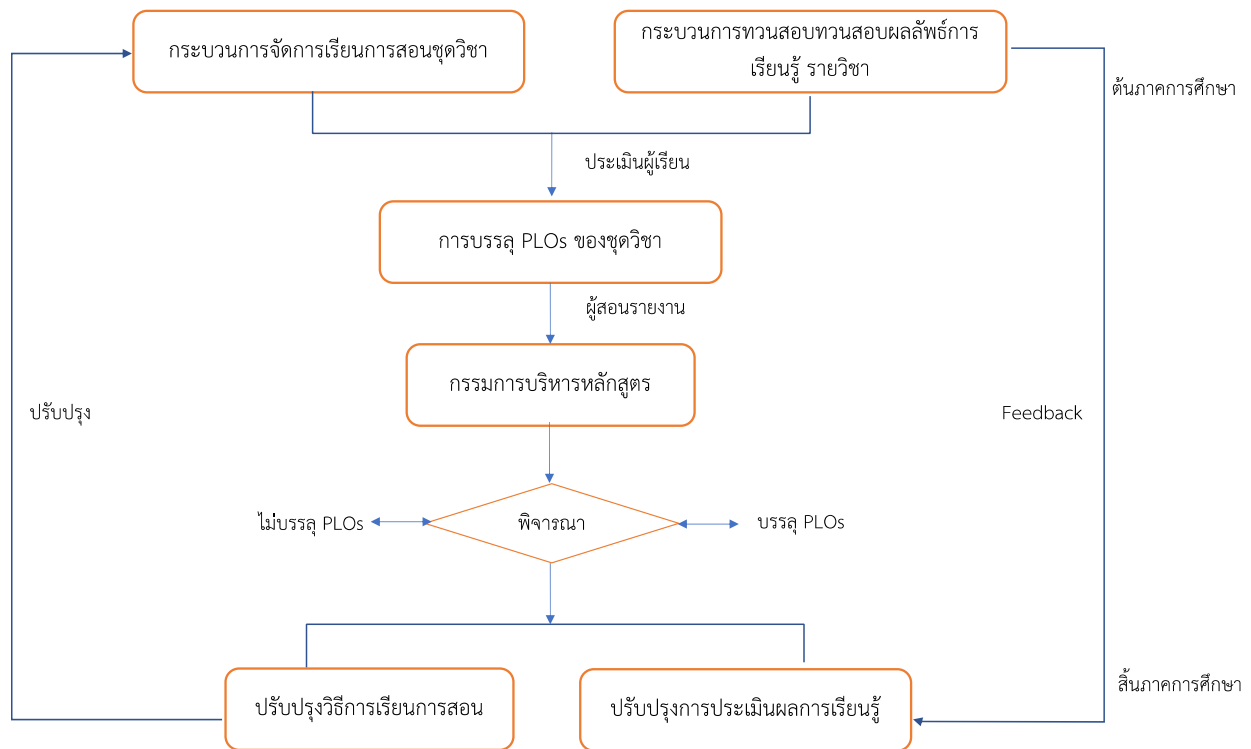 กระบวนการจัดการเรียนการสอนชุดวิชา
กระบวนการทวนสอบทวนสอบผลลัพธ์การ
เรียนรู้ รายวิชา
ต้นภาคการศึกษา
ประเมินผู้เรียน
การบรรลุ PLOs ของชุดวิชา
ผู้สอนรายงาน
กรรมการบริหารหลักสูตร
ปรับปรุง
Feedback
ไม่บรรลุ PLOs
พิจารณา
บรรลุ PLOs
สิ้นภาคการศึกษา
ปรับปรุงวิธีการเรียนการสอน
ปรับปรุงการประเมินผลการเรียนรู้